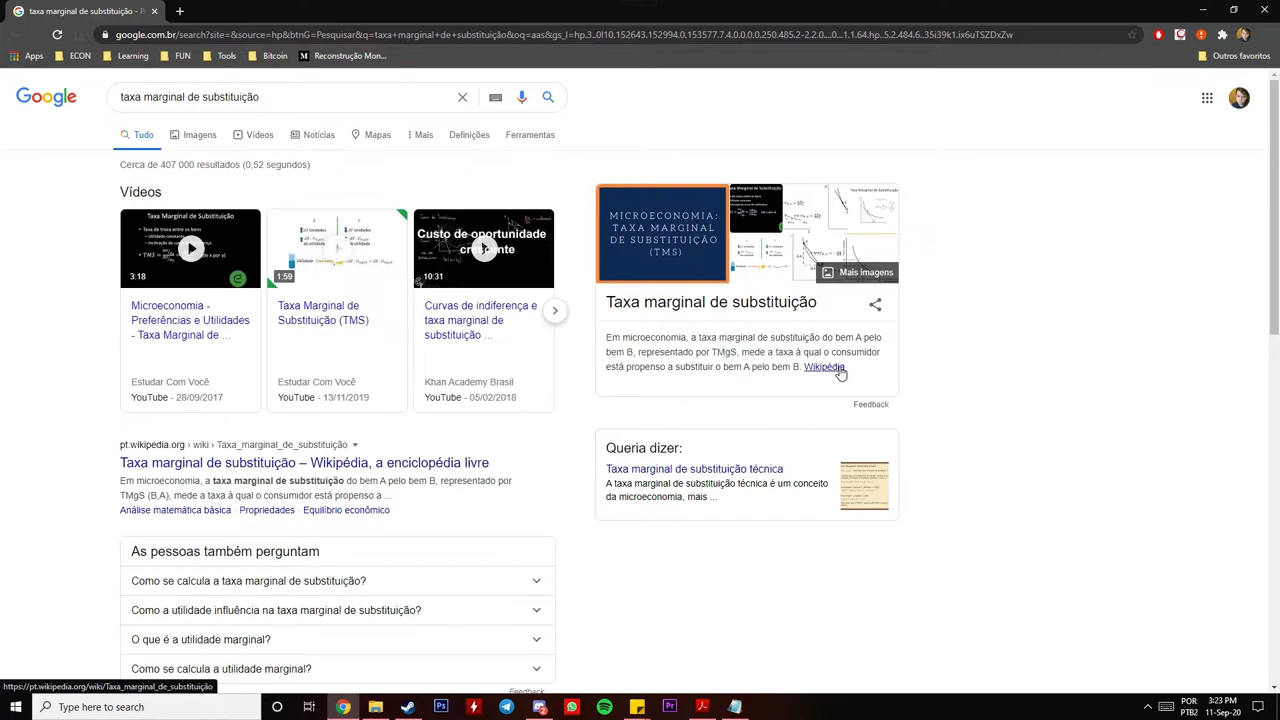 taxa marginal de substituição - P
google.com/search?site=&source=hp&btnG=Pesquisar&q=taxa+marginal+de+substituição&oq=aas&gs_l=hp.3..0l10.152643.152994.0.153577.7.4.0.0.0.0.250.485.2-2.2.0....0...1.1.64.hp..5.2.484.6..35i39k1.ix6uTSZDxZw
Apps
ECON
Learning
FUN
Tools
Bitcoin
M Reconstrução Mon...
Outros favoritos
Google
taxa marginal de substituição
Tudo
Imagens
Vídeos
Notícias
Mapas
Mais
Definições
Ferramentas
Cerca de 407 000 resultados (0,52 segundos)
Vídeos
Taxa Marginal de Substituição
3:18
1:59
Custo de oportunidade
crescente
10:31
Microeconomia -
Preferências e Utilidades
- Taxa Marginal de ...
Estudar Com Você
YouTube - 28/09/2017
Taxa Marginal de
Substituição (TMS)
Estudar Com Você
YouTube - 13/11/2019
Curvas de indiferença e
taxa marginal de
substituição ...
Khan Academy Brasil
YouTube - 05/02/2018
pt.wikipedia.org › wiki › Taxa_marginal_de_substituição
Taxa marginal de substituição – Wikipédia, a enciclopédia livre
Em microeconomia, a taxa marginal de substituição do bem A pelo bem B, representado por
TMgS(B,A), mede a taxa à qual o consumidor está propenso a ...
Análise matemática básica · Propriedades · Equilíbrio econômico
As pessoas também perguntam
Como se calcula a taxa marginal de substituição?
Como a utilidade influência na taxa marginal de substituição?
O que é a utilidade marginal?
Como se calcula a utilidade marginal?
Feedback
MICROECONOMIA:
TAXA MARGINAL
DE SUBSTITUIÇÃO
(TMS)
Mais imagens
Taxa marginal de substituição
Em microeconomia, a taxa marginal de substituição do bem A pelo
bem B, representado por TMgS, mede a taxa à qual o consumidor
está propenso a substituir o bem A pelo bem B. Wikipédia
Feedback
Queria dizer:
Taxa marginal de substituição técnica
A taxa marginal de substituição técnica é um conceito
da microeconomia, mais ...
https://pt.wikipedia.org/wiki/Taxa_marginal_de_substituição
Type here to search
POR
PTB2
3:23 PM
11-Sep-20